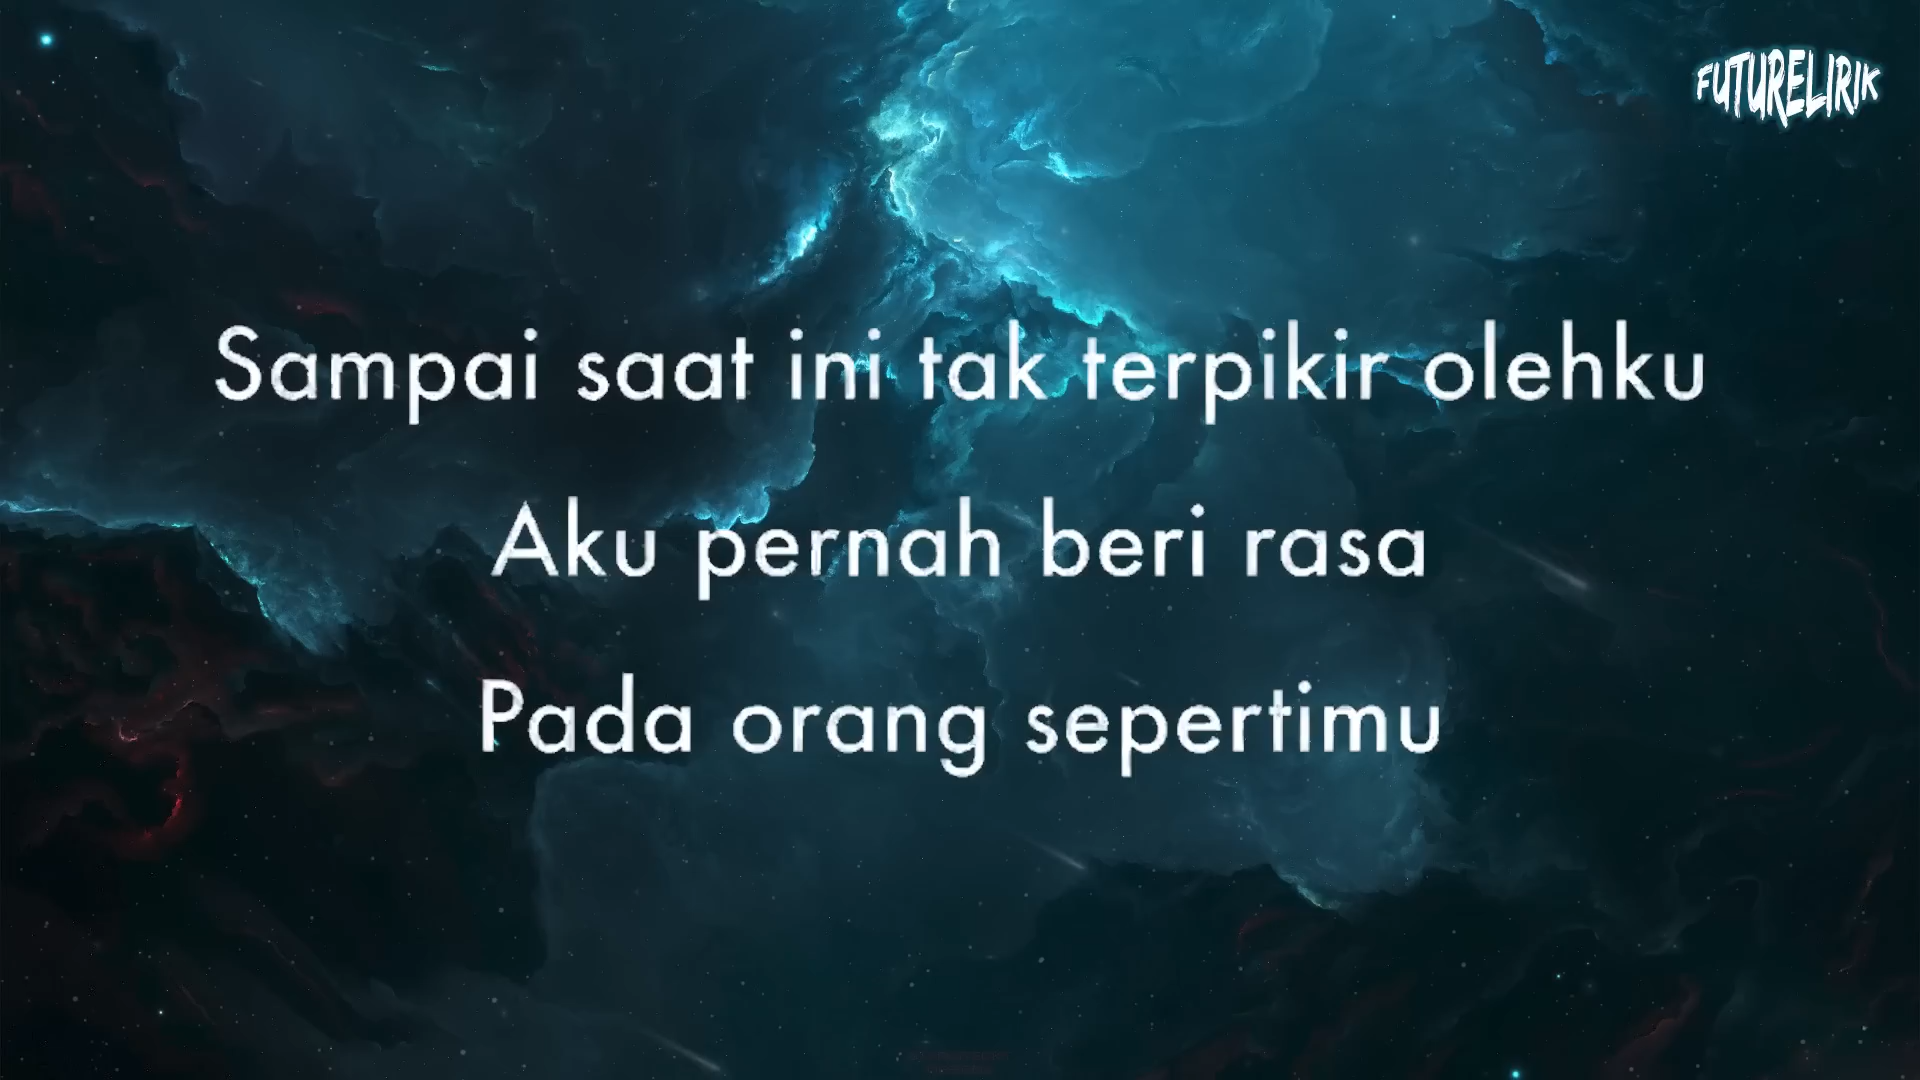 FUTURELIRIK
Sampai saat ini tak terpikir olehku
Aku pernah beri rasa
Pada orang sepertimu